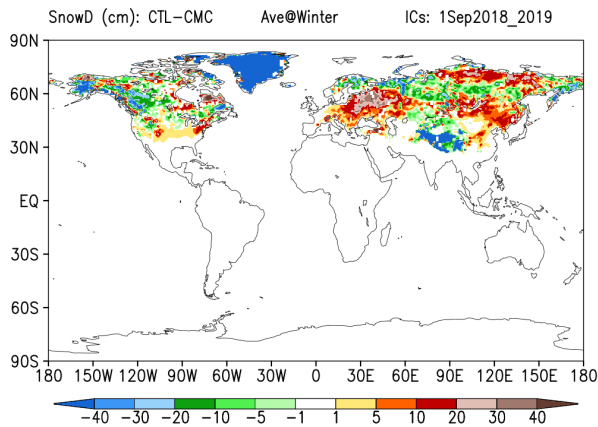 SnowD (cm): CTL-CMC Ave@Winter ICs: 1Sep2018_2019
90N
60N
30N
EQ
30S
60S
90S
180 150W 120W 90W 60W 30W 0 30E 60E 90E 120E 150E 180
-40 -30 -20 -10 -5 -1 1 5 10 20 30 40